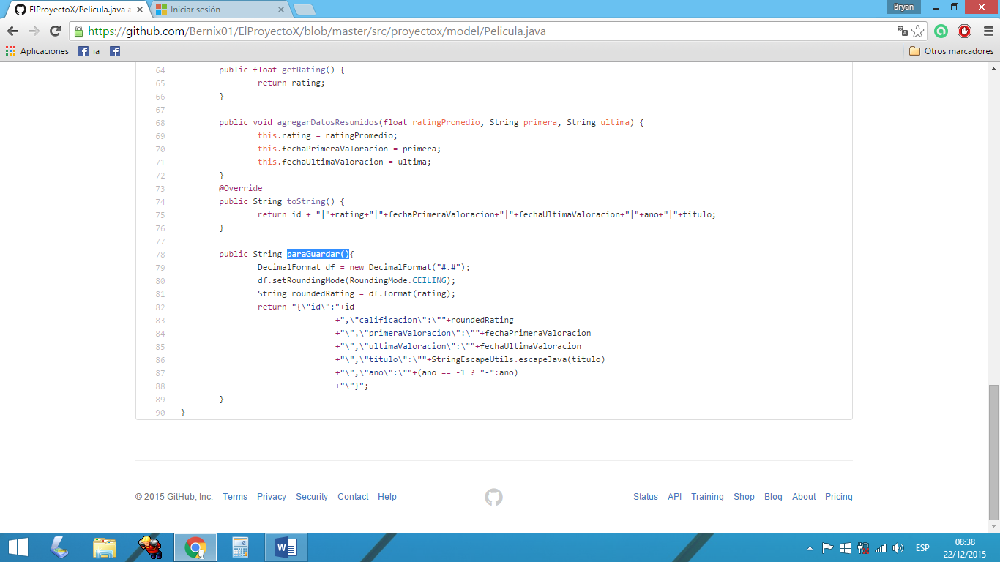 ElProyectoX/Pelicula.java a
Iniciar sesión
Bryan
https://github.com/Bernix01/ElProyectoX/blob/master/src/proyectox/model/Pelicula.java
Aplicaciones
ia
Otros marcadores
64 public float getRating() {
65 return rating;
66 }
67
68 public void agregarDatosResumidos(float ratingPromedio, String primera, String ultima) {
69 this.rating = ratingPromedio;
70 this.fechaPrimeraValoracion = primera;
71 this.fechaUltimaValoracion = ultima;
72 }
73 @Override
74 public String toString() {
75 return id + "|"+rating+"|"+fechaPrimeraValoracion+"|"+fechaUltimaValoracion+"|"+ano+"|"+titulo;
76 }
77
78 public String paraGuardar(){
79 DecimalFormat df = new DecimalFormat("#.#");
80 df.setRoundingMode(RoundingMode.CEILING);
81 String roundedRating = df.format(rating);
82 return "{\"id\":"+id
83 +",\"calificacion\":\""+roundedRating
84 +"\",\"primeraValoracion\":\""+fechaPrimeraValoracion
85 +"\",\"ultimaValoracion\":\""+fechaUltimaValoracion
86 +"\",\"titulo\":\""+StringEscapeUtils.escapeJava(titulo)
87 +"\",\"ano\":\""+(ano == -1 ? "-":ano)
88 +"\"}";
89 }
90 }
© 2015 GitHub, Inc. Terms Privacy Security Contact Help
Status API Training Shop Blog About Pricing
ESP
08:38
22/12/2015